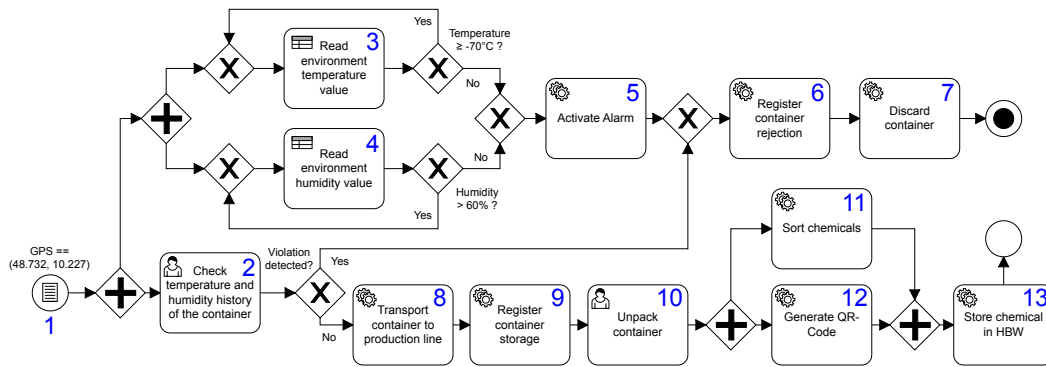 Yes
Temperature
≥ -70°C ?
No
3
Read
environment
temperature
value
4
Read
environment
humidity value
No
Humidity
> 60% ?
Yes
5
Activate Alarm
6
Register
container
rejection
7
Discard
container
GPS ==
(48.732, 10.227)
1
2
Check
temperature and
humidity history
of the container
Violation
detected?
Yes
No
8
Transport
container to
production line
9
Register
container
storage
10
Unpack
container
11
Sort chemicals
12
Generate QR-
Code
13
Store chemical
in HBW